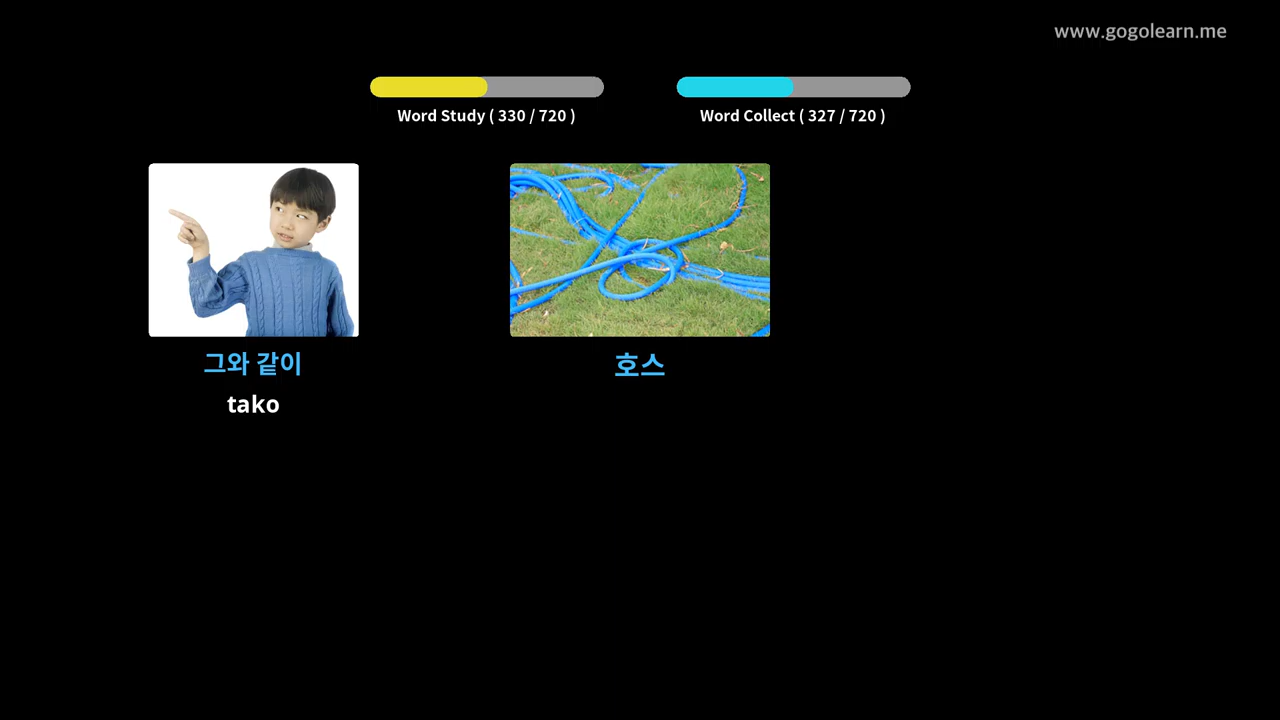 www.gogolearn.me
Word Study ( 330 / 720 )
Word Collect ( 327 / 720 )
그와 같이
tako
호스